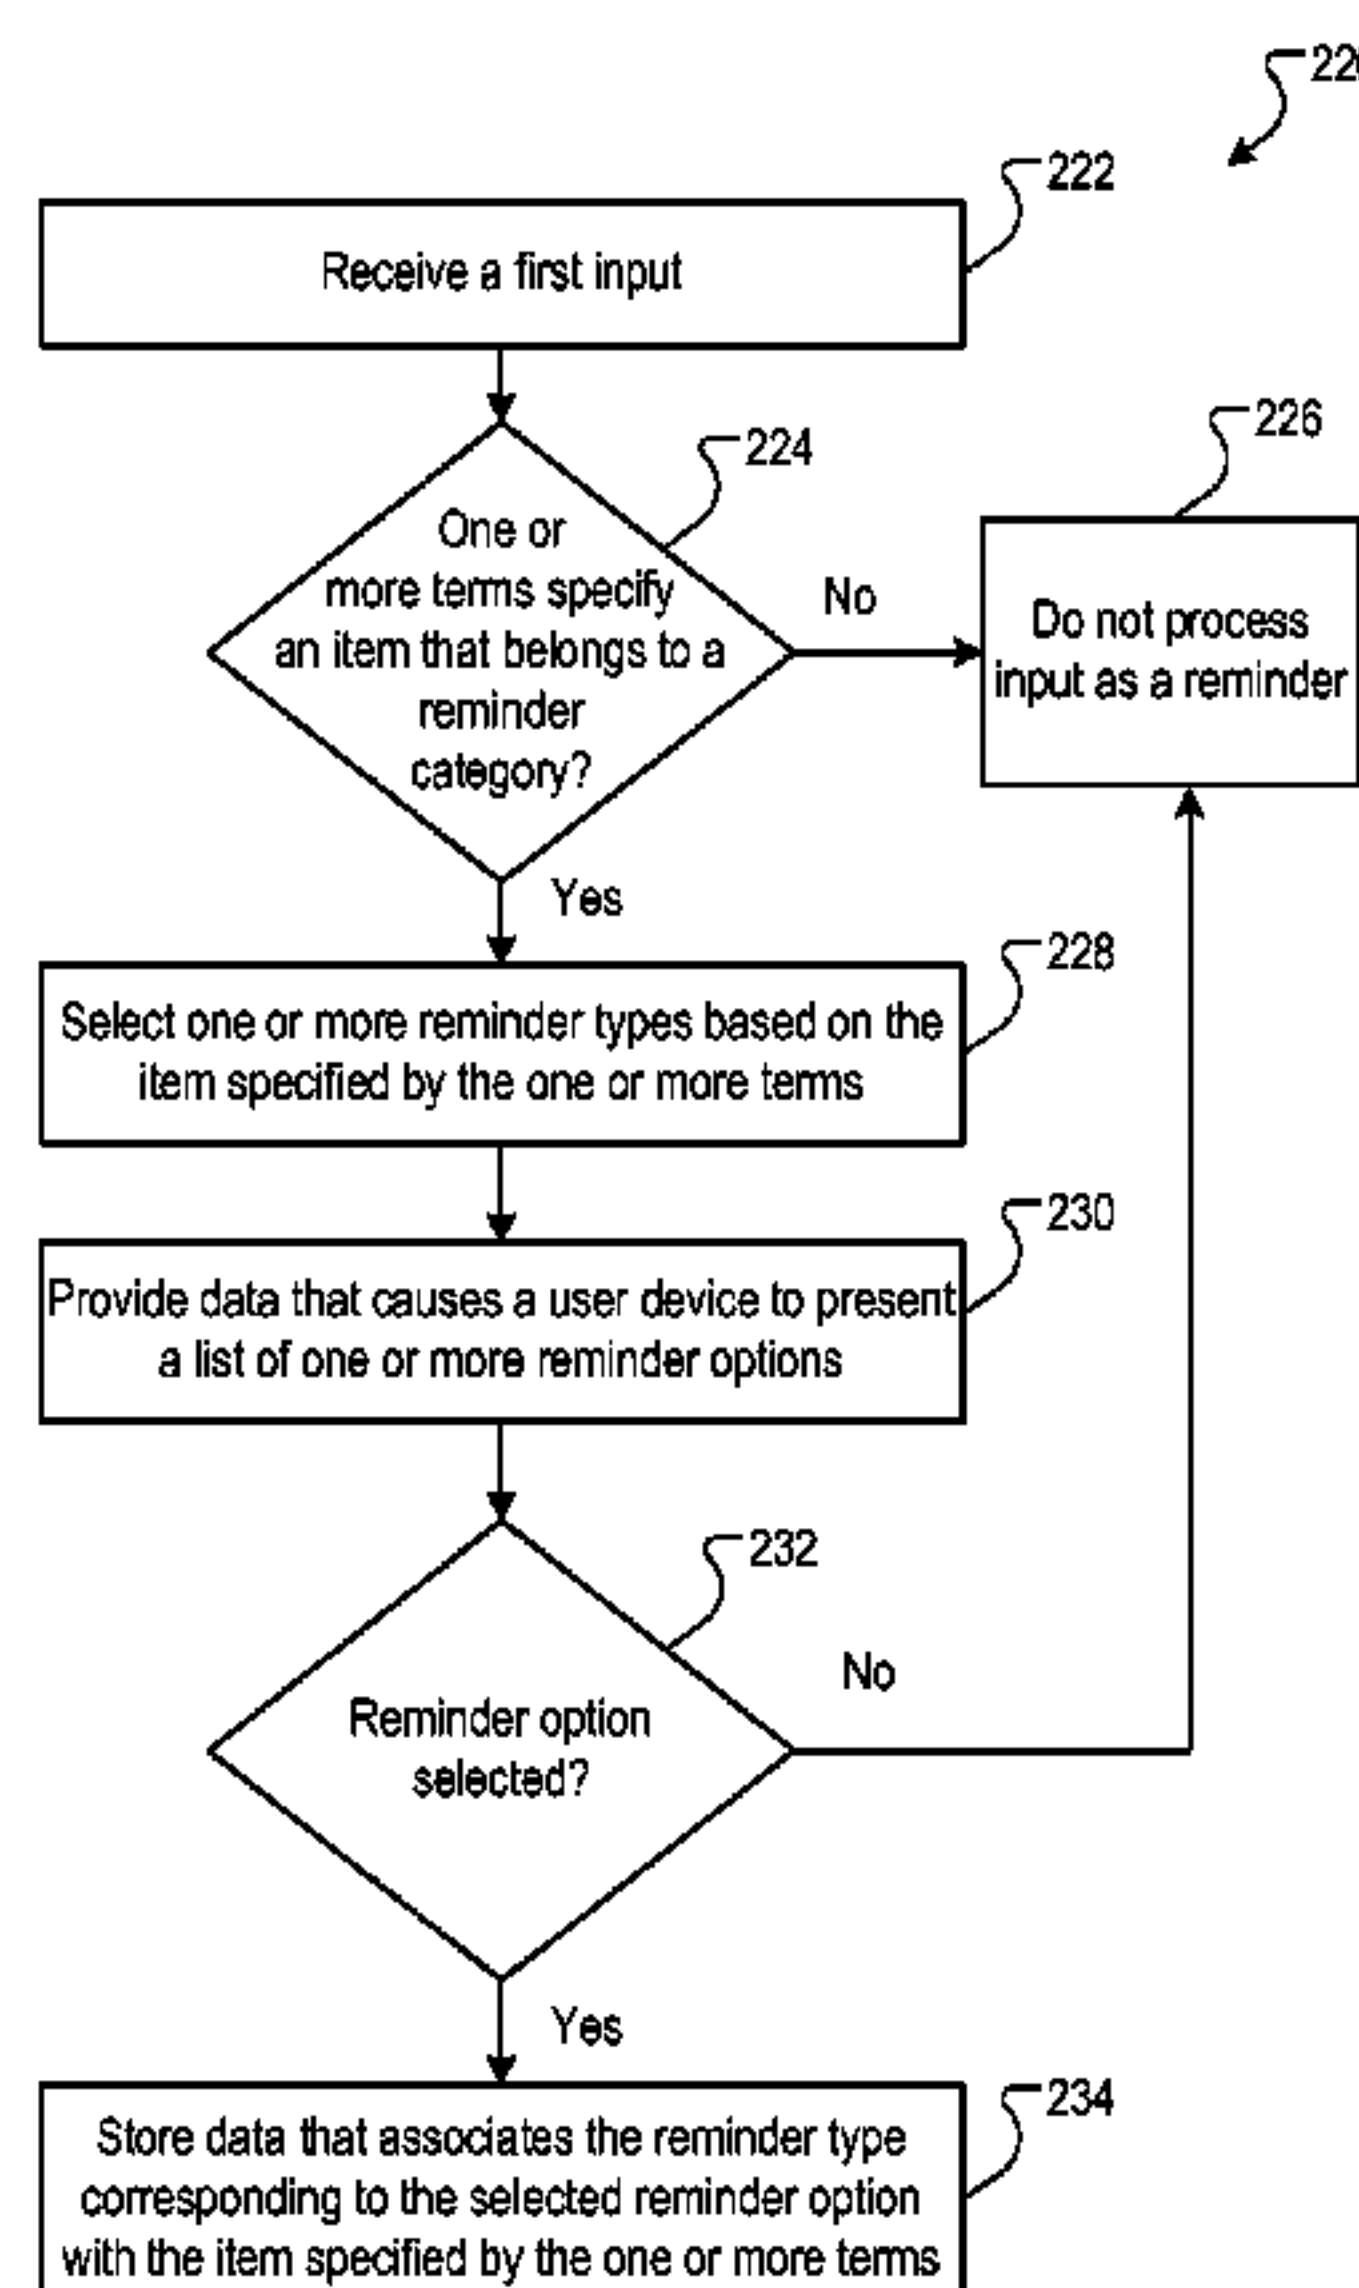 222
Receive a first input
224
226
One or
more terms specify
an item that belongs to a
reminder
category?
No
Do not process
input as a reminder
Yes
228
Select one or more reminder types based on the
item specified by the one or more terms
230
Provide data that causes a user device to present
a list of one or more reminder options
232
No
Reminder option
selected?
Yes
234
Store data that associates the reminder type
corresponding to the selected reminder option
with the item specified by the one or more terms